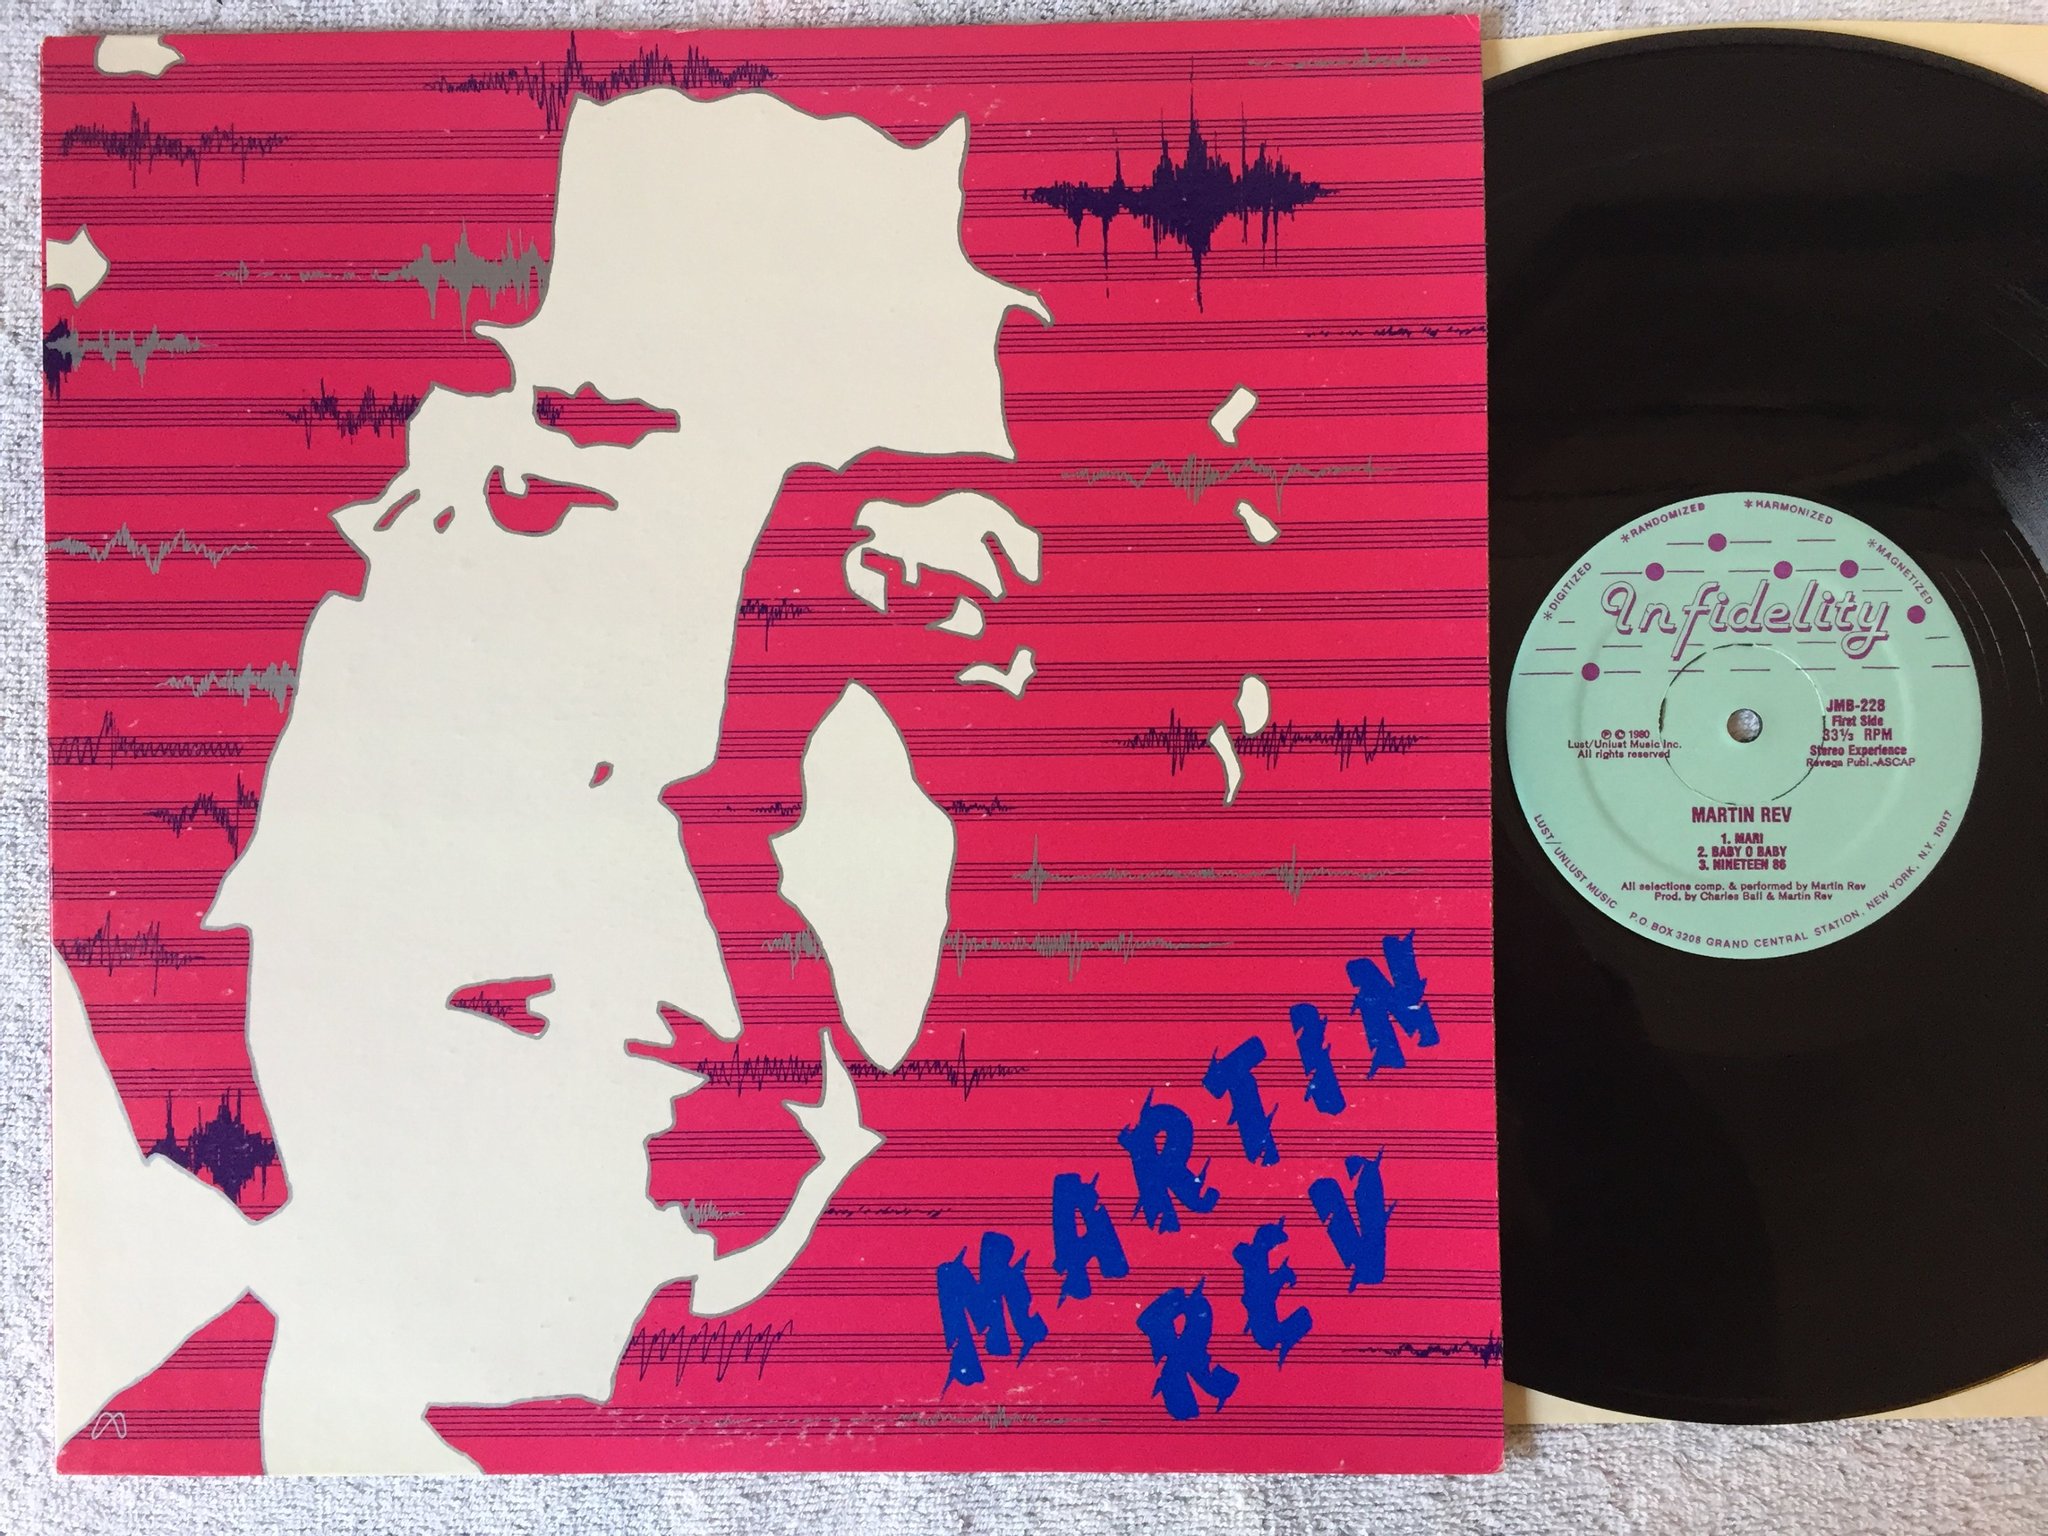 MARTIN
REV
*DIGITIZED *RANDOMIZED *HARMONIZED *MAGNETIZED
Infidelity
℗ © 1980
Lust/Unlust Music Inc.
All rights reserved
JMB-228
First Side
33⅓ RPM
Stereo Experience
Revega Publ.-ASCAP
MARTIN REV
1. MARI
2. BABY O BABY
3. NINETEEN 86
All selections comp. & performed by Martin Rev
Prod. by Charles Ball & Martin Rev
LUST/UNLUST MUSIC P.O. BOX 3208 GRAND CENTRAL STATION, NEW YORK, N.Y. 10017